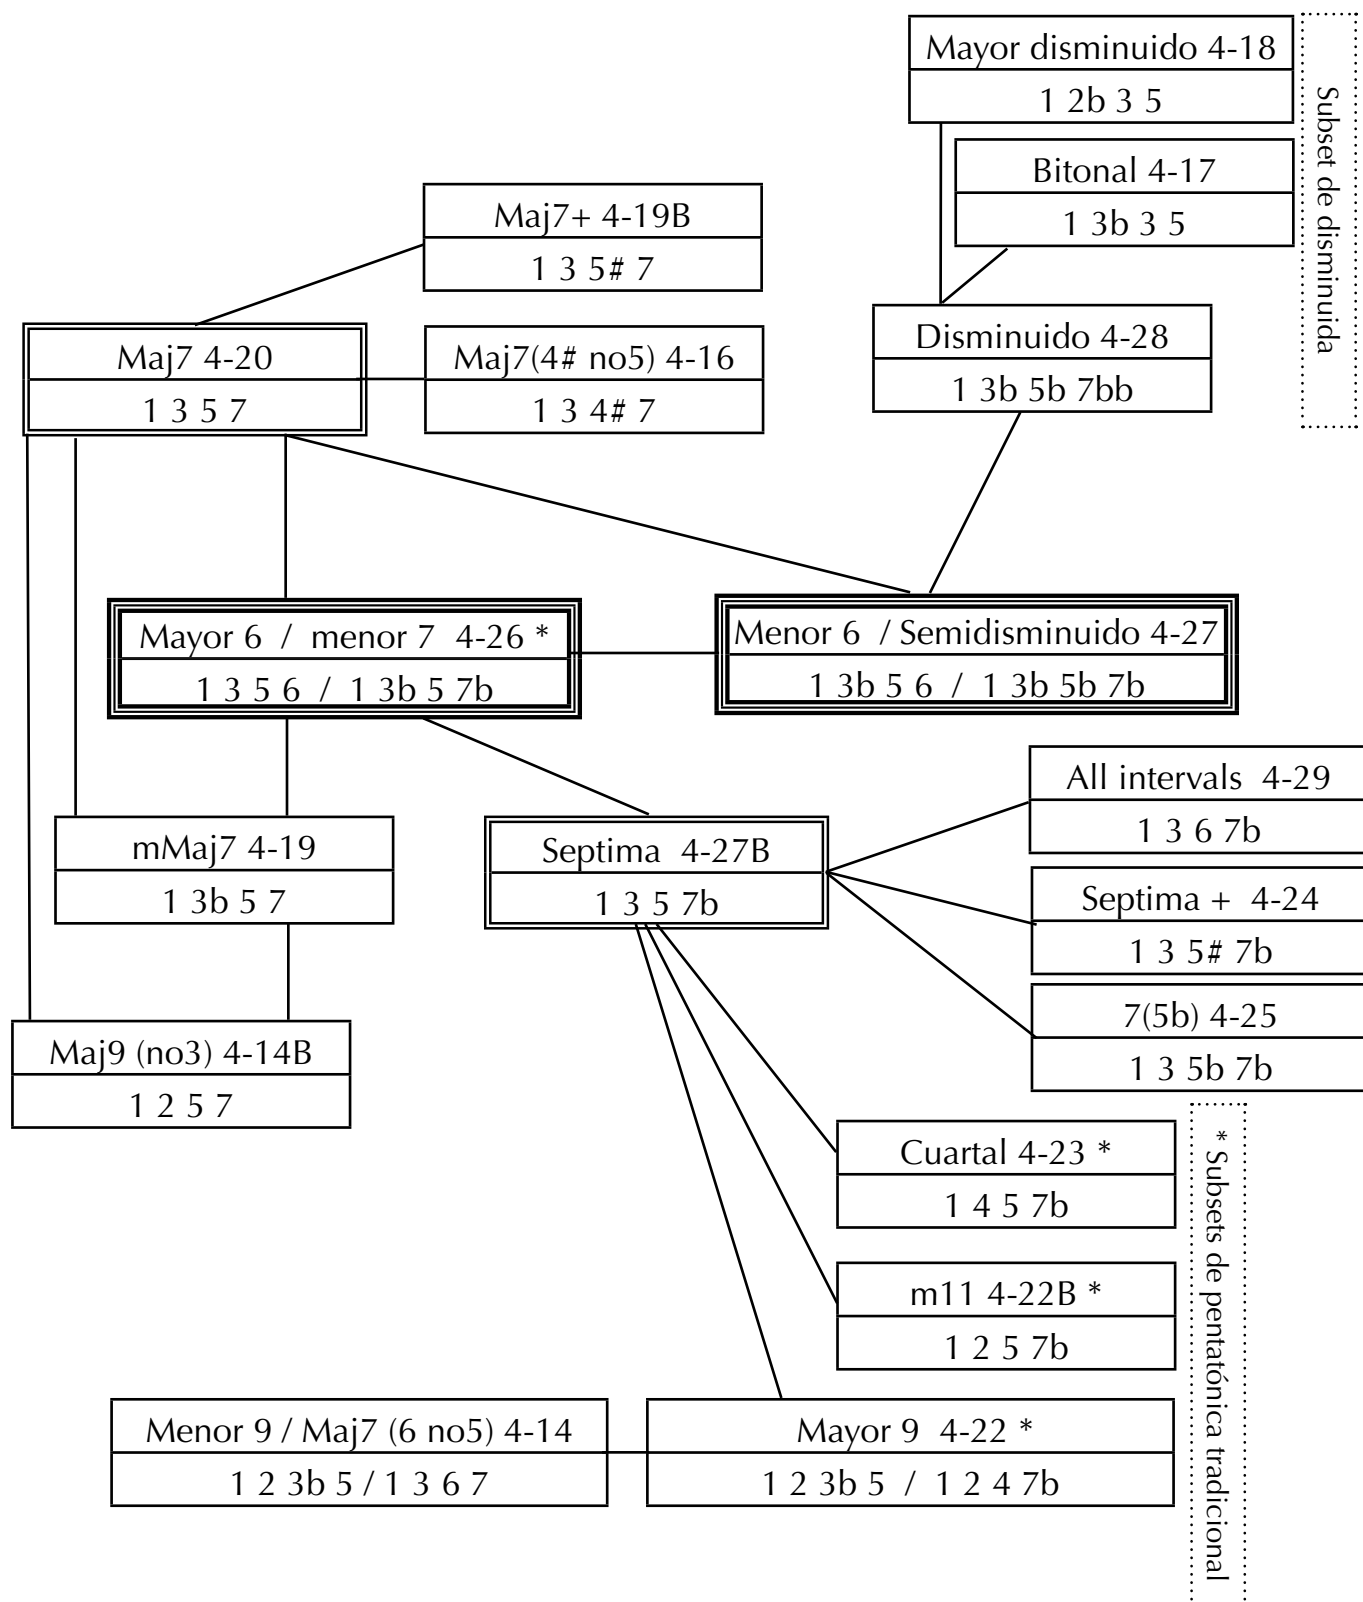 Mayor disminuido 4-18
1 2b 3 5
Subset de disminuida
Bitonal 4-17
1 3b 3 5
Maj7+ 4-19B
1 3 5# 7
Maj7 4-20
1 3 5 7
Maj7(4# no5) 4-16
1 3 4# 7
Disminuido 4-28
1 3b 5b 7bb
Mayor 6 / menor 7 4-26 *
1 3 5 6 / 1 3b 5 7b
Menor 6 / Semidisminuido 4-27
1 3b 5 6 / 1 3b 5b 7b
mMaj7 4-19
1 3b 5 7
Septima 4-27B
1 3 5 7b
All intervals 4-29
1 3 6 7b
Septima + 4-24
1 3 5# 7b
7(5b) 4-25
1 3 5b 7b
Maj9 (no3) 4-14B
1 2 5 7
Cuartal 4-23 *
1 4 5 7b
* Subsets de pentatónica tradicional
m11 4-22B *
1 2 5 7b
Menor 9 / Maj7 (6 no5) 4-14
1 2 3b 5 / 1 3 6 7
Mayor 9 4-22 *
1 2 3b 5 / 1 2 4 7b